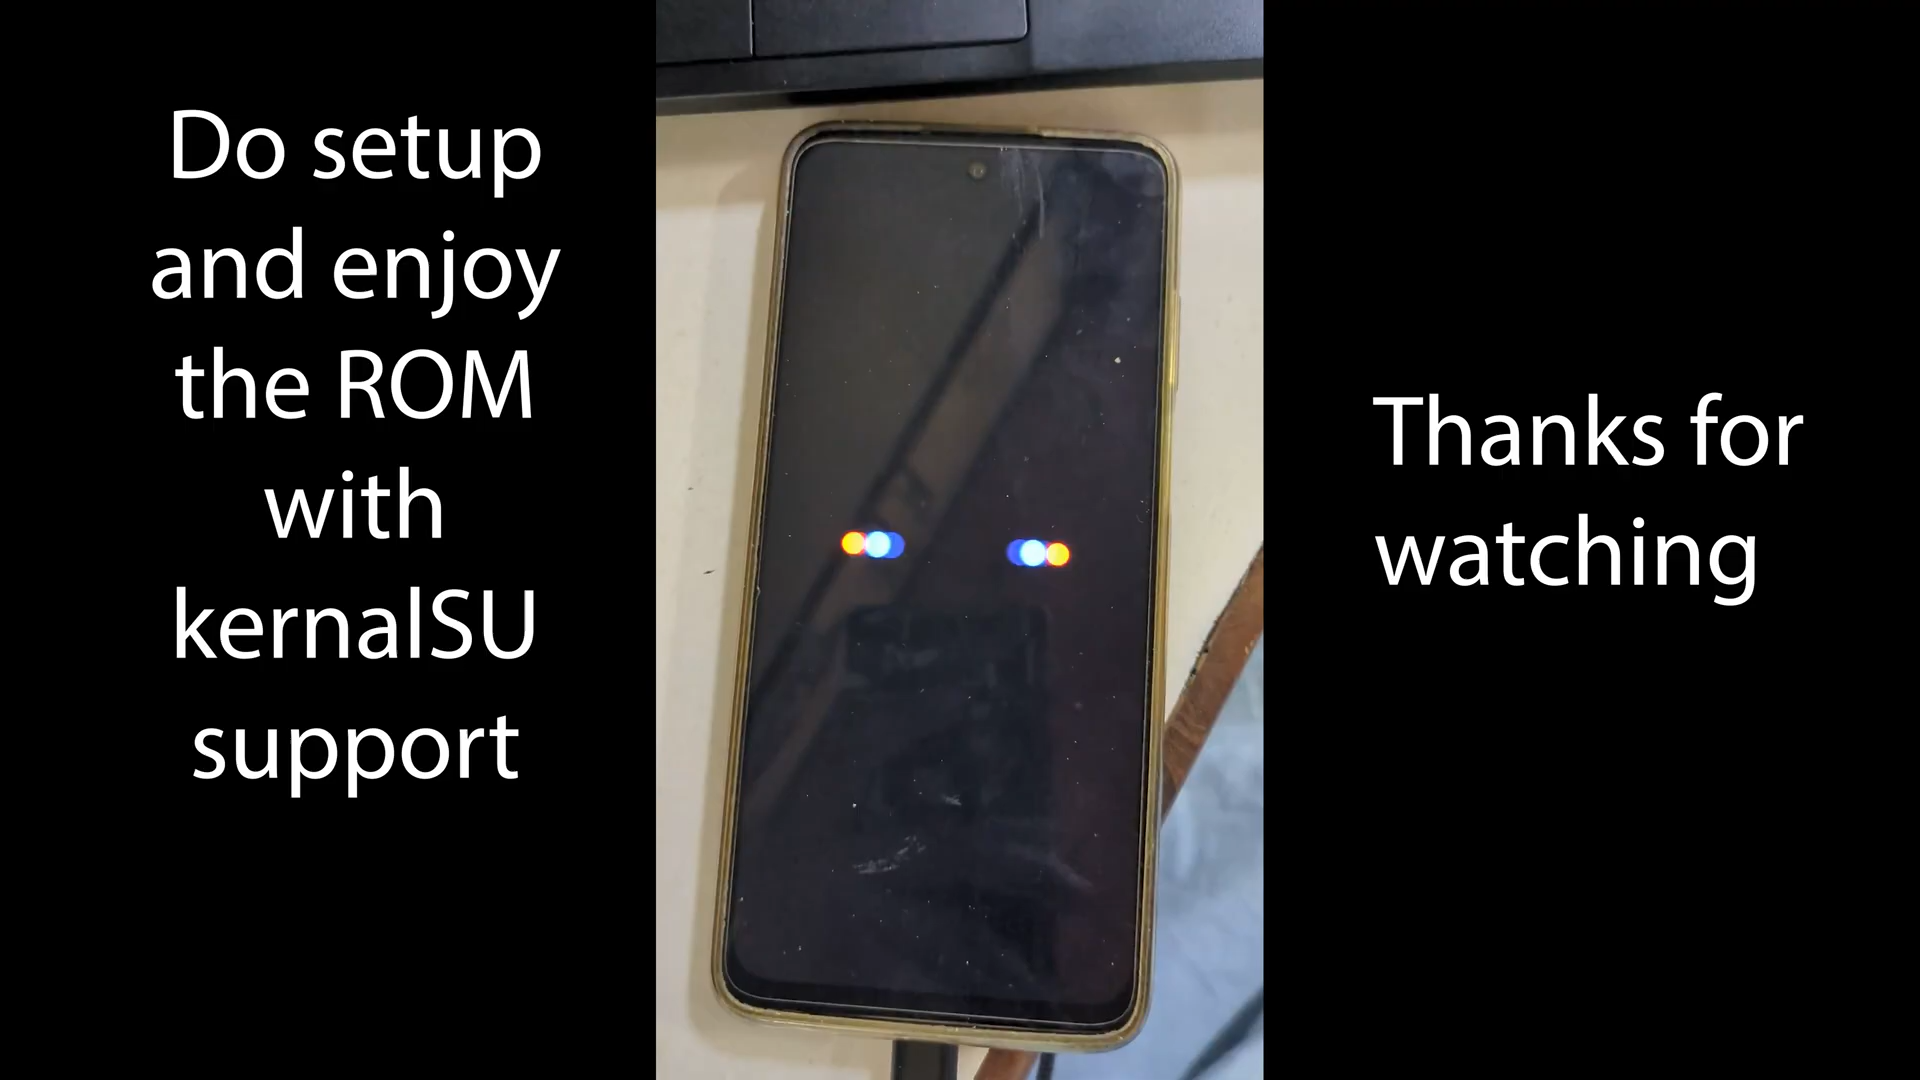 Do setup
and enjoy
the ROM
with
kernalSU
support
Thanks for
watching